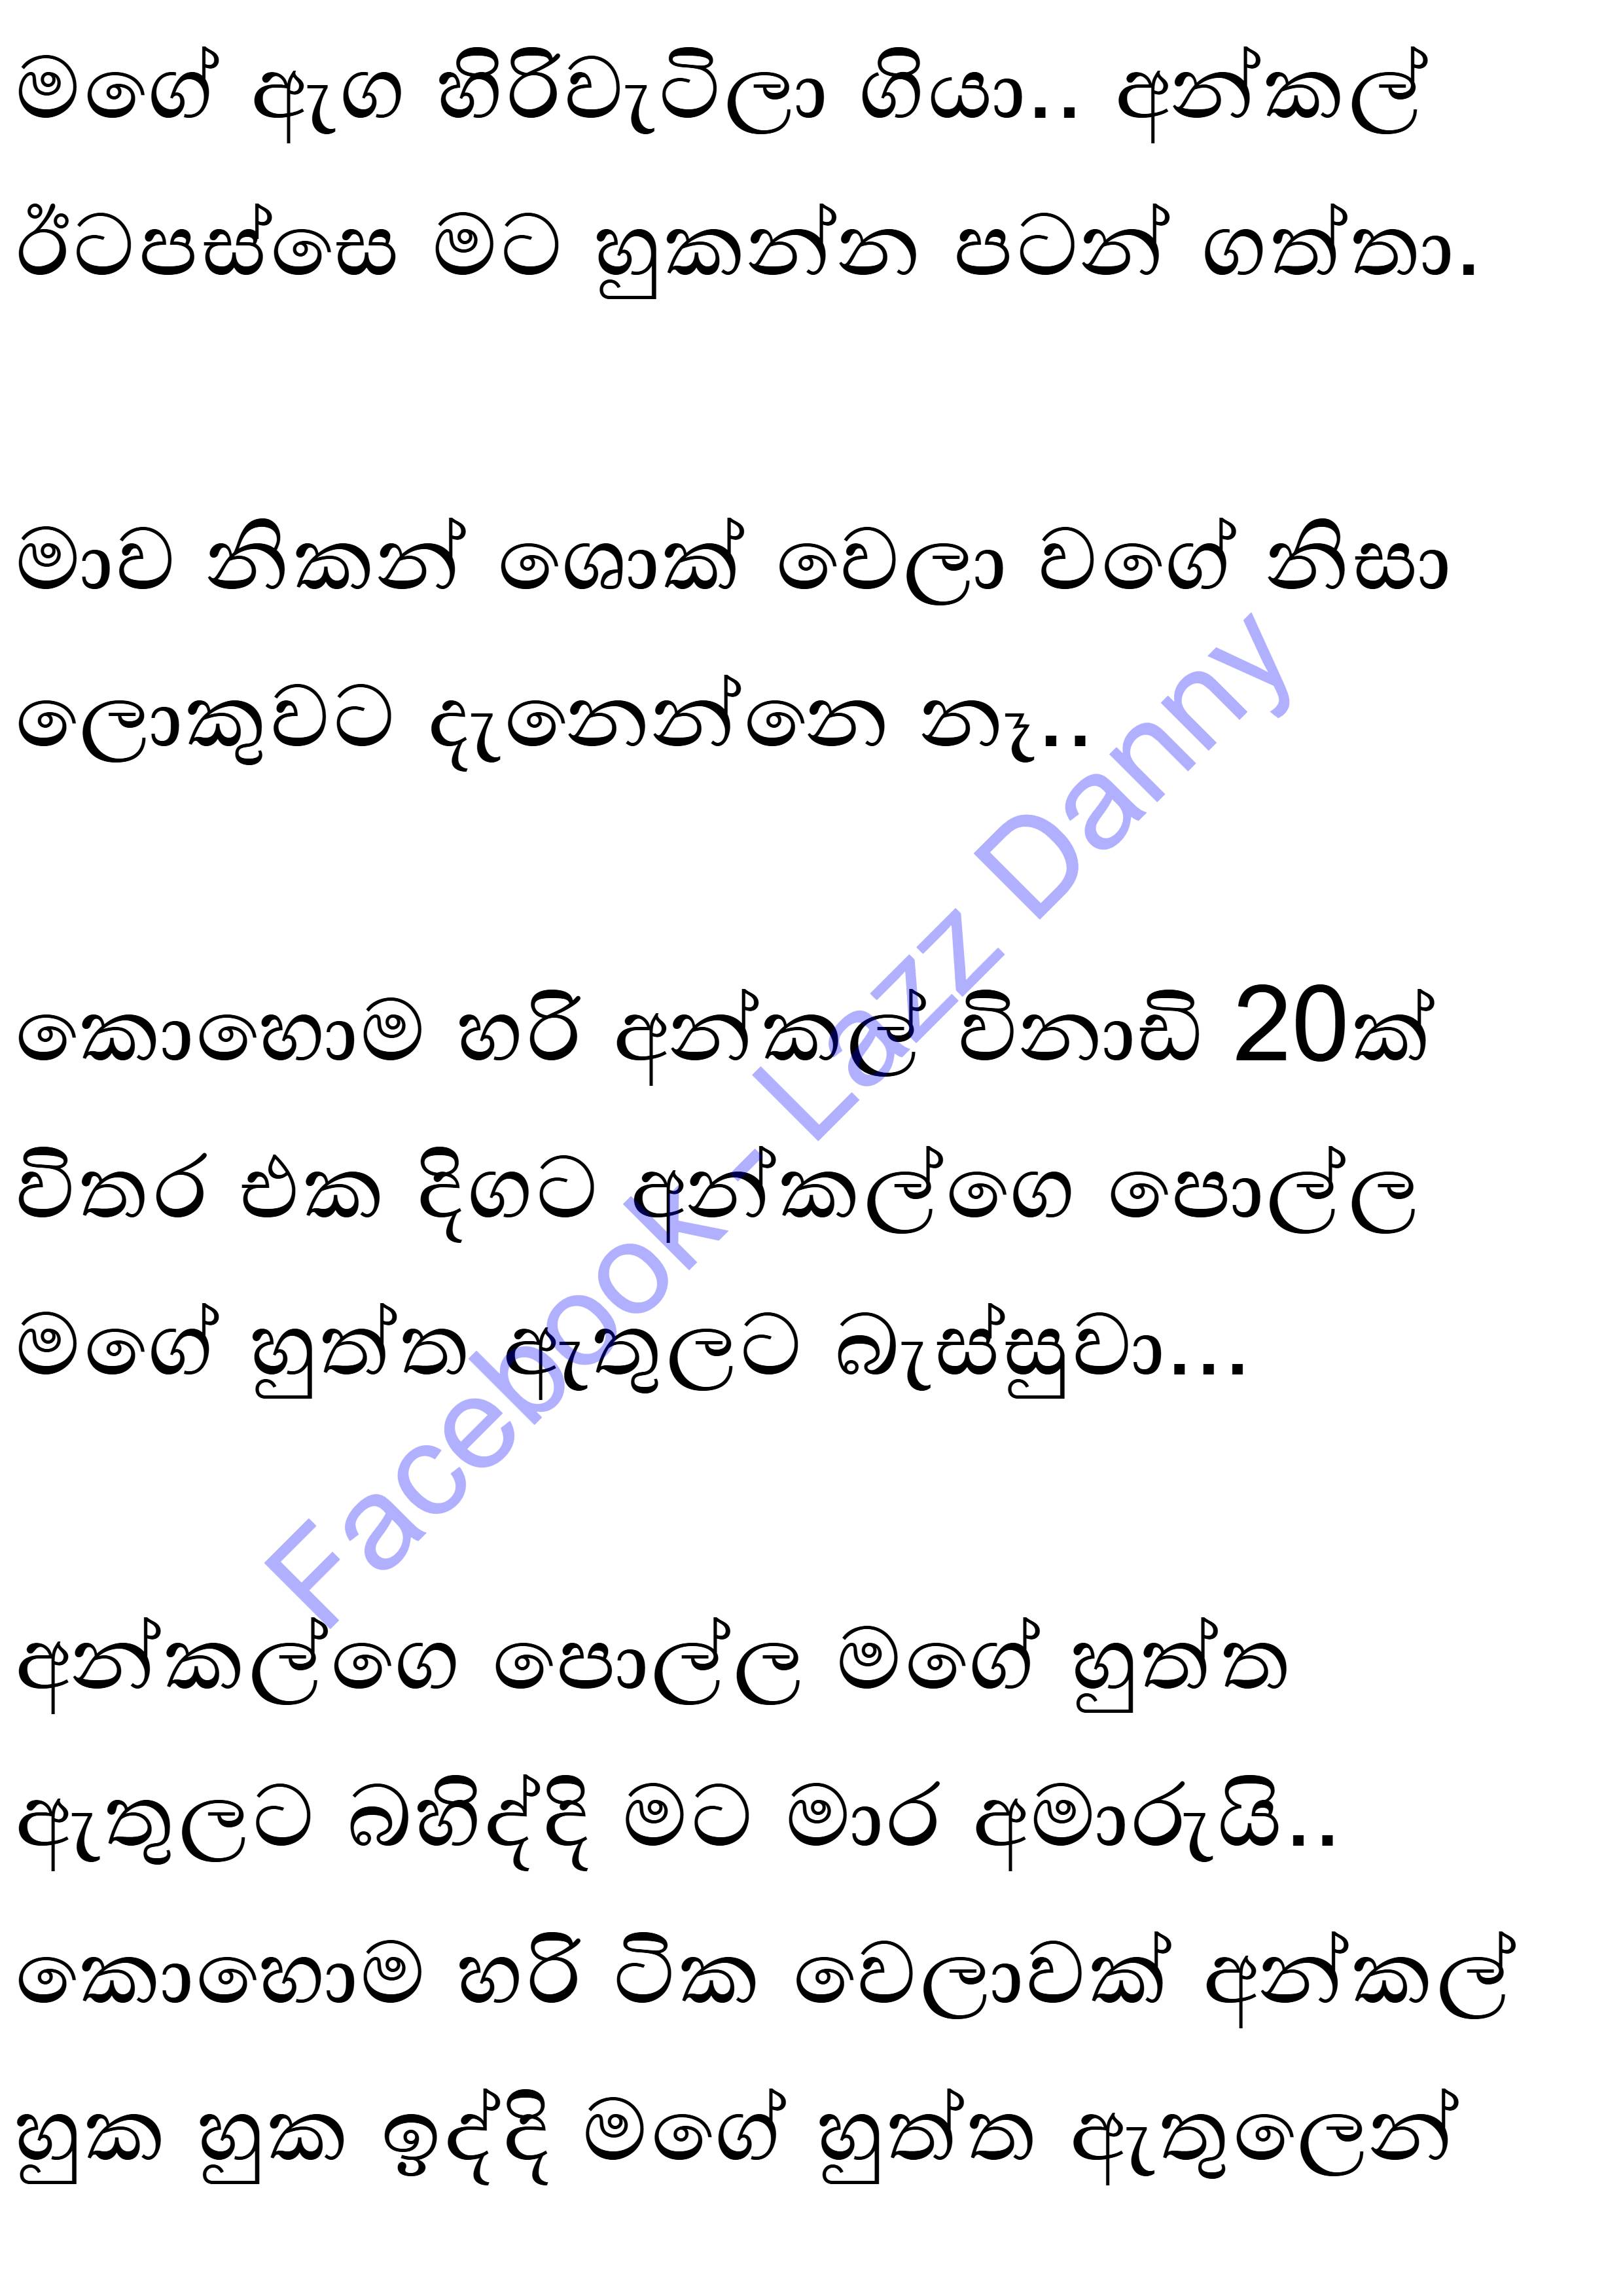 මගේ ඇග හිරිවැටිලා ගියා.. අන්කල්
ඊටපස්සෙ මට හුකන්න පටන් ගත්තා.
මාව නිකන් ශොක් වෙලා වගේ නිසා
ලොකුවට දැනෙන්නෙ නෑ..
කොහොම හරි අන්කල් විනාඩි 20ක්
විතර එක දිගට අන්කල්ගෙ පොල්ල
මගේ හුත්ත ඇතුලට බැස්සුවා...
අන්කල්ගෙ පොල්ල මගේ හුත්ත
ඇතුලට බහිද්දි මට මාර අමාරුයි..
කොහොම හරි ටික වෙලාවක් අන්කල්
හුක හුක ඉද්දි මගේ හුත්ත ඇතුලෙන්
Facebook - Lazz Danny